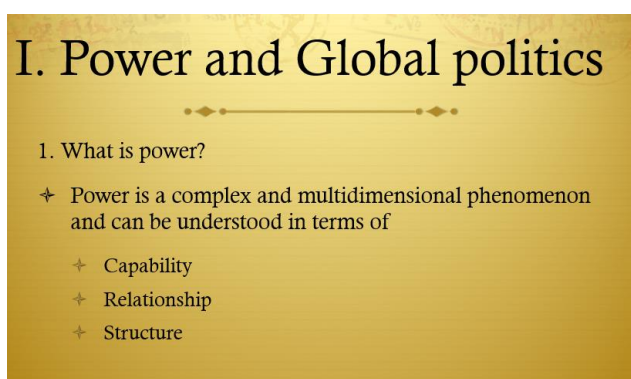 I. Power and Global politics
1. What is power?
Power is a complex and multidimensional phenomenon
and can be understood in terms of
Capability
Relationship
Structure